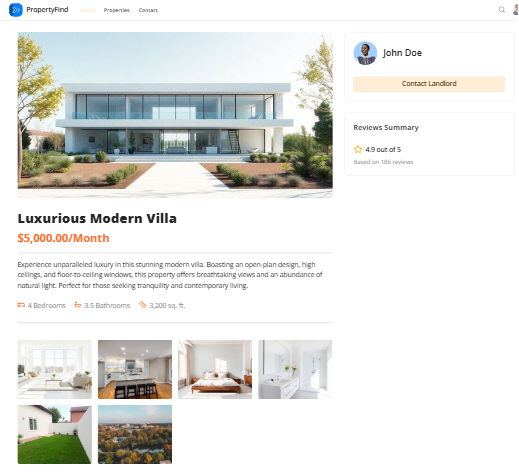 PropertyFind
Home
Properties
Contact
John Doe
Contact Landlord
Reviews Summary
4.9 out of 5
Based on 185 reviews
Luxurious Modern Villa
$5,000.00/Month
Experience unparalleled luxury in this stunning modern villa. Boasting an open-plan design, high
ceilings, and floor-to-ceiling windows, this property offers breathtaking views and an abundance of
natural light. Perfect for those seeking tranquility and contemporary living.
4 Bedrooms
3.5 Bathrooms
3,200 sq. ft.